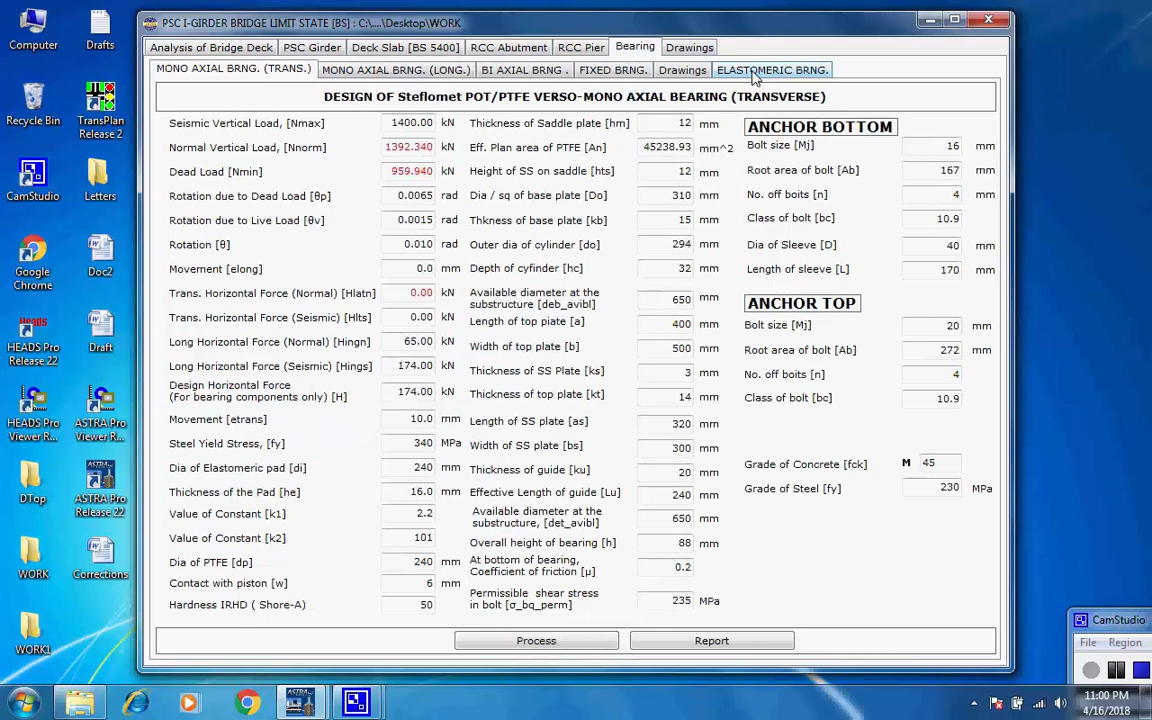 Computer
Drafts
Recycle Bin
TransPlan Release 2
CamStudio
Letters
Google Chrome
Doc2
HEADS Pro Release 22
Draft
HEADS Pro Viewer R...
ASTRA Pro Viewer R...
DTop
ASTRA Pro Release 22
WORK
Corrections
WORK1
PSC I-GIRDER BRIDGE LIMIT STATE [BS] : C:\....\Desktop\WORK
Analysis of Bridge Deck PSC Girder Deck Slab [BS 5400] RCC Abutment RCC Pier Bearing Drawings
MONO AXIAL BRNG. (TRANS.) MONO AXIAL BRNG. (LONG.) BI AXIAL BRNG . FIXED BRNG. Drawings ELASTOMERIC BRNG.
DESIGN OF Steflomet POT/PTFE VERSO-MONO AXIAL BEARING (TRANSVERSE)
Seismic Vertical Load, [Nmax] 1400.00 kN
Normal Vertical Load, [Nnorm] 1392.340 kN
Dead Load [Nmin] 959.940 kN
Rotation due to Dead Load [θp] 0.0065 rad
Rotation due to Live Load [θv] 0.0015 rad
Rotation [θ] 0.010 rad
Movement [elong] 0.0 mm
Trans. Horizontal Force (Normal) [Hlatn] 0.00 kN
Trans. Horizontal Force (Seismic) [Hlts] 0.00 kN
Long Horizontal Force (Normal) [Hingn] 65.00 kN
Long Horizontal Force (Seismic) [Hings] 174.00 kN
Design Horizontal Force
(For bearing components only) [H] 174.00 kN
Movement [etrans] 10.0 mm
Steel Yield Stress, [fy] 340 MPa
Dia of Elastomeric pad [di] 240 mm
Thickness of the Pad [he] 16.0 mm
Value of Constant [k1] 2.2
Value of Constant [k2] 101
Dia of PTFE [dp] 240 mm
Contact with piston [w] 6 mm
Hardness IRHD ( Shore-A) 50
Thickness of Saddle plate [hm] 12 mm
Eff. Plan area of PTFE [An] 45238.93 mm^2
Height of SS on saddle [hts] 12 mm
Dia / sq of base plate [Do] 310 mm
Thkness of base plate [kb] 15 mm
Outer dia of cylinder [do] 294 mm
Depth of cyfinder [hc] 32 mm
Available diameter at the
substructure [deb_avibl] 650 mm
Length of top piate [a] 400 mm
Width of top plate [b] 500 mm
Thickness of SS Plate [ks] 3 mm
Thickness of top plate [kt] 14 mm
Length of SS plate [as] 320 mm
Width of SS plate [bs] 300 mm
Thickness of guide [ku] 20 mm
Effective Length of guide [Lu] 240 mm
Available diameter at the
substructure, [det_avibl] 650 mm
Overall height of bearing [h] 88 mm
At bottom of bearing,
Coefficient of friction [μ] 0.2
Permissible shear stress
in bolt [σ_bq_perm] 235 MPa
ANCHOR BOTTOM
Bolt size [Mj] 16 mm
Root area of bolt [Ab] 167 mm
No. off boits [n] 4 mm
Class of bolt [bc] 10.9
Dia of Sleeve [D] 40 mm
Length of sleeve [L] 170 mm
ANCHOR TOP
Bolt size [Mj] 20 mm
Root area of bolt [Ab] 272 mm
No. off boits [n] 4
Class of bolt [bc] 10.9
Grade of Concrete [fck] M 45
Grade of Steel [fy] 230 MPa
Process Report
CamStudio
File Region
11:00 PM
4/16/2018